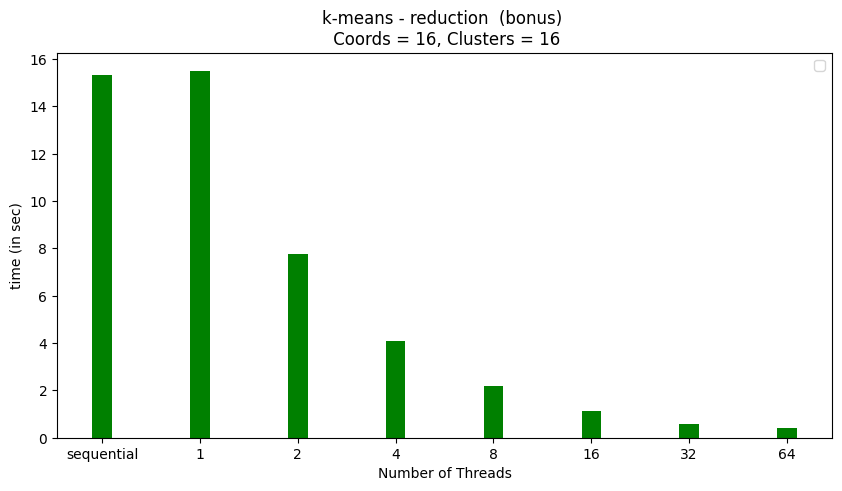 k-means - reduction  (bonus)
Coords = 16, Clusters = 16
16
14
12
10
8
6
4
2
0
time (in sec)
sequential 1 2 4 8 16 32 64
Number of Threads